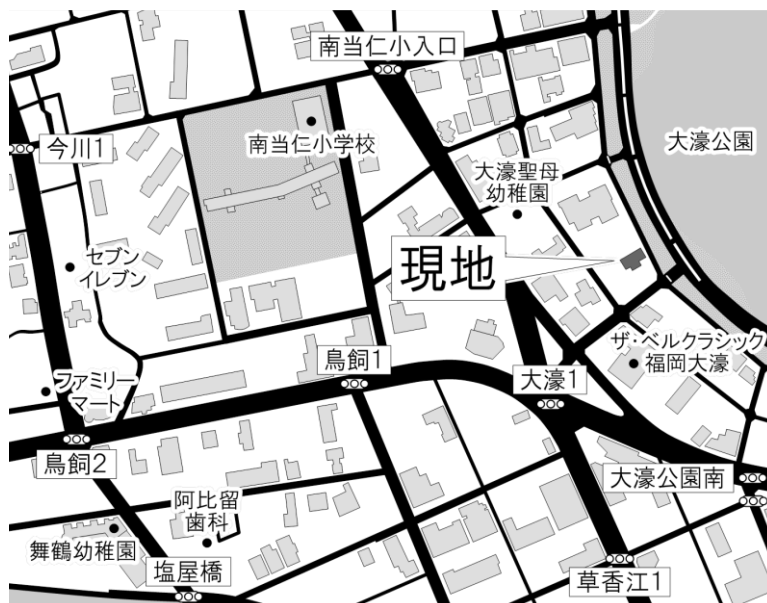 南当仁小入口
今川1
南当仁小学校
大濠公園
大濠聖母
幼稚園
現地
セブン
イレブン
ザ・ベルクラシック
福岡大濠
鳥飼1
大濠1
ファミリー
マート
鳥飼2
大濠公園南
阿比留
歯科
舞鶴幼稚園
塩屋橋
草香江1